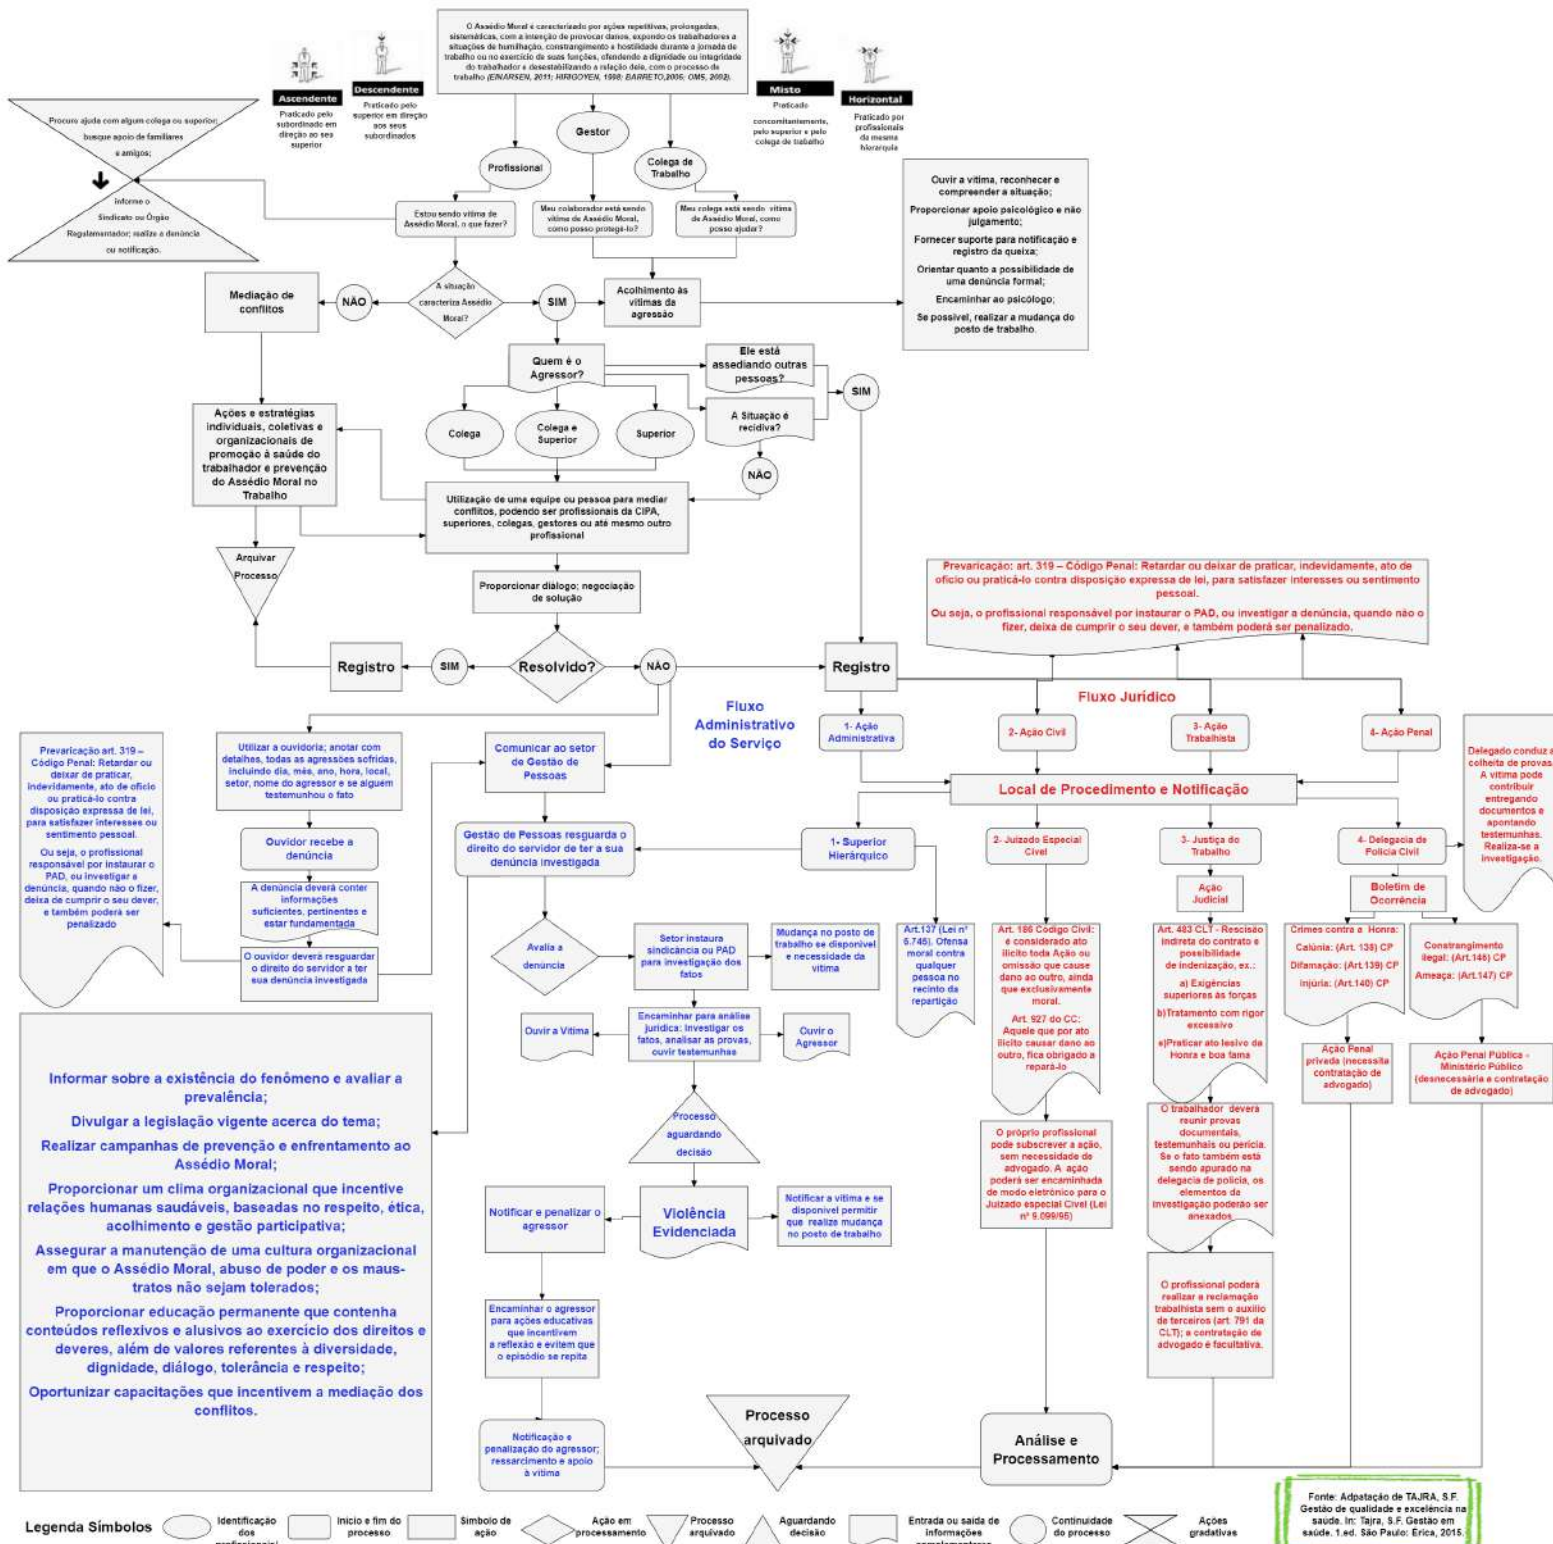 O Assédio Moral é caracterizado por ações repetitivas, prolongadas,
sistemáticas, com a intenção de provocar danos, expondo os trabalhadores a
situações de humilhação, constrangimento e hostilidade durante a jornada de
trabalho ou no exercício de suas funções, ofendendo a dignidade ou integridade
do trabalhador e desestabilizando a relação dele, com o processo de
trabalho (EINARSEN, 2011; HIRIGOYEN, 1998; BARRETO,2005; OMS, 2002).
Ascendente
Praticado pelo
subordinado em
direção ao seu
superior
Descendente
Praticado pelo
superior em direção
aos seus
subordinados
Misto
Praticado
concomitantemente,
pelo superior e pelo
colega de trabalho
Horizontal
Praticado por
profissionais
da mesma
hierarquia
Procure ajuda com algum colega ou superior;
busque apoio de familiares
e amigos;
informe o
Sindicato ou Órgão
Regulamentador; realize a denúncia
ou notificação.
Profissional
Gestor
Colega de
Trabalho
Estou sendo vítima de
Assédio Moral, o que fazer?
Meu colaborador está sendo
vítima de Assédio Moral,
como posso protegê-lo?
Meu colega está sendo vítima
de Assédio Moral, como
posso ajudar?
Ouvir a vítima, reconhecer e
compreender a situação;
Proporcionar apoio psicológico e não
julgamento;
Fornecer suporte para notificação e
registro da queixa;
Orientar quanto a possibilidade de
uma denúncia formal;
Encaminhar ao psicólogo;
Se possível, realizar a mudança do
posto de trabalho.
Mediação de
conflitos
NÃO
A situação
caracteriza Assédio
Moral?
SIM
Acolhimento às
vítimas da
agressão
Quem é o
Agressor?
Ele está
assediando outras
pessoas?
SIM
A Situação é
recidiva?
NÃO
Colega
Colega e
Superior
Superior
Ações e estratégias
individuais, coletivas e
organizacionais de
promoção à saúde do
trabalhador e prevenção
do Assédio Moral no
Trabalho
Utilização de uma equipe ou pessoa para mediar
conflitos, podendo ser profissionais da CIPA,
superiores, colegas, gestores ou até mesmo outro
profissional
Arquivar
Processo
Proporcionar diálogo; negociação
de solução
Registro
SIM
Resolvido?
NÃO
Registro
Prevaricação: art. 319 – Código Penal: Retardar ou deixar de praticar, indevidamente, ato de
ofício ou praticá-lo contra disposição expressa de lei, para satisfazer interesses ou sentimento
pessoal.
Ou seja, o profissional responsável por instaurar o PAD, ou investigar a denúncia, quando não o
fizer, deixa de cumprir o seu dever, e também poderá ser penalizado.
Fluxo
Administrativo
do Serviço
Fluxo Jurídico
1- Ação
Administrativa
2- Ação Civil
3- Ação
Trabalhista
4- Ação Penal
Local de Procedimento e Notificação
Delegado conduz a
colheita de provas.
A vítima pode
contribuir
entregando
documentos e
apontando
testemunhas.
Realiza-se a
investigação.
Prevaricação art. 319 –
Código Penal: Retardar ou
deixar de praticar,
indevidamente, ato de ofício
ou praticá-lo contra
disposição expressa de lei,
para satisfazer interesses ou
sentimento pessoal.
Ou seja, o profissional
responsável por instaurar o
PAD, ou investigar a
denúncia, quando não o fizer,
deixa de cumprir o seu dever,
e também poderá ser
penalizado
Utilizar a ouvidoria; anotar com
detalhes, todas as agressões sofridas,
incluindo dia, mês, ano, hora, local,
setor, nome do agressor e se alguém
testemunhou o fato
Ouvidor recebe a
denúncia
A denúncia deverá conter
informações
suficientes, pertinentes e
estar fundamentada
O ouvidor deverá resguardar
o direito do servidor a ter
sua denúncia investigada
Comunicar ao setor
de Gestão de
Pessoas
Gestão de Pessoas resguarda o
direito do servidor de ter a sua
denúncia investigada
Avalia a
denúncia
Setor instaura
sindicância ou PAD
para investigação dos
fatos
Mudança no posto de
trabalho se disponível
e necessidade da
vítima
Ouvir a Vítima
Encaminhar para análise
jurídica: Investigar os
fatos, analisar as provas,
ouvir testemunhas
Ouvir o
Agressor
Processo
aguardando
decisão
Notificar e penalizar o
agressor
Violência
Evidenciada
Notificar a vítima e se
disponível permitir
que realize mudança
no posto de trabalho
Encaminhar o agressor
para ações educativas
que incentivem
a reflexão e evitem que
o episódio se repita
Notificação e
penalização do agressor;
ressarcimento e apoio
à vítima
Informar sobre a existência do fenômeno e avaliar a
prevalência;
Divulgar a legislação vigente acerca do tema;
Realizar campanhas de prevenção e enfrentamento ao
Assédio Moral;
Proporcionar um clima organizacional que incentive
relações humanas saudáveis, baseadas no respeito, ética,
acolhimento e gestão participativa;
Assegurar a manutenção de uma cultura organizacional
em que o Assédio Moral, abuso de poder e os maus-
tratos não sejam tolerados;
Proporcionar educação permanente que contenha
conteúdos reflexivos e alusivos ao exercício dos direitos e
deveres, além de valores referentes à diversidade,
dignidade, diálogo, tolerância e respeito;
Oportunizar capacitações que incentivem a mediação dos
conflitos.
1- Superior
Hierárquico
Art.137 (Lei nº
6.745). Ofensa
moral contra
qualquer
pessoa no
recinto da
repartição
2- Juizado Especial
Cível
Art. 186 Código Civil:
é considerado ato
ilícito toda Ação ou
omissão que cause
dano ao outro, ainda
que exclusivamente
moral.
Art. 927 do CC:
Aquele que por ato
ilícito causar dano ao
outro, fica obrigado a
repará-lo
O próprio profissional
pode subscrever a ação,
sem necessidade de
advogado. A ação
poderá ser encaminhada
de modo eletrônico para o
Juizado especial Cível (Lei
nº 9.099/95)
3- Justiça do
Trabalho
Ação
Judicial
Art. 483 CLT - Rescisão
indireta do contrato e
possibilidade
de indenização, ex.:
a) Exigências
superiores às forças
b)Tratamento com rigor
excessivo
e)Praticar ato lesivo da
Honra e boa fama
O trabalhador deverá
reunir provas
documentais,
testemunhais ou perícia.
Se o fato também está
sendo apurado na
delegacia de polícia, os
elementos da
investigação poderão ser
anexados
O profissional poderá
realizar a reclamação
trabalhista sem o auxílio
de terceiros (art. 791 da
CLT); a contratação de
advogado é facultativa.
4- Delegacia de
Polícia Civil
Boletim de
Ocorrência
Crimes contra a Honra:
Calúnia: (Art. 138) CP
Difamação: (Art.139) CP
Injúria: (Art.140) CP
Constrangimento
ilegal: (Art.146) CP
Ameaça: (Art.147) CP
Ação Penal
privada (necessita
contratação de
advogado)
Ação Penal Pública -
Ministério Público
(desnecessária a contratação
de advogado)
Processo
arquivado
Análise e
Processamento
Legenda Símbolos
Identificação
dos
Início e fim do
processo
Símbolo de
ação
Ação em
processamento
Processo
arquivado
Aguardando
decisão
Entrada ou saída de
informações
Continuidade
do processo
Ações
gradativas
Fonte: Adpatação de TAJRA, S.F.
Gestão de qualidade e excelência na
saúde. In: Tajra, S.F. Gestão em
saúde. 1.ed. São Paulo: Érica, 2015.